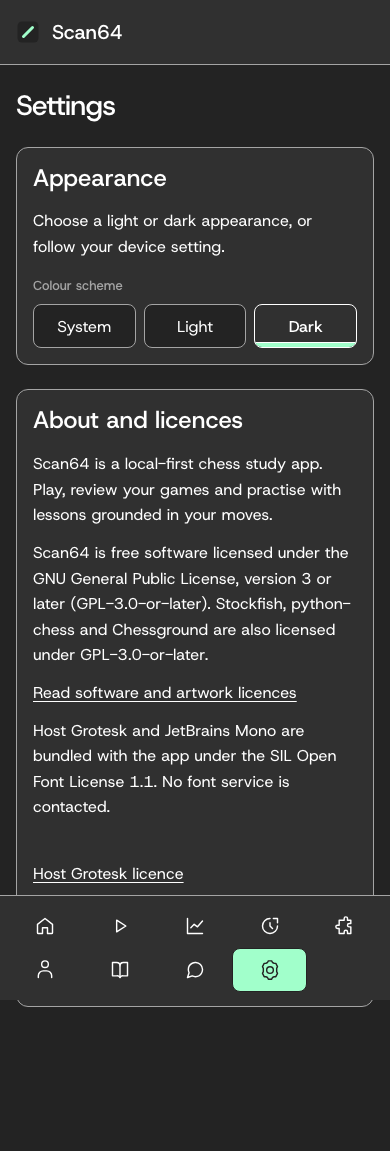 Scan64
Settings
Appearance
Choose a light or dark appearance, or
follow your device setting.
Colour scheme
System
Light
Dark
About and licences
Scan64 is a local-first chess study app.
Play, review your games and practise with
lessons grounded in your moves.
Scan64 is free software licensed under the
GNU General Public License, version 3 or
later (GPL-3.0-or-later). Stockfish, python-
chess and Chessground are also licensed
under GPL-3.0-or-later.
Read software and artwork licences
Host Grotesk and JetBrains Mono are
bundled with the app under the SIL Open
Font License 1.1. No font service is
contacted.
Host Grotesk licence